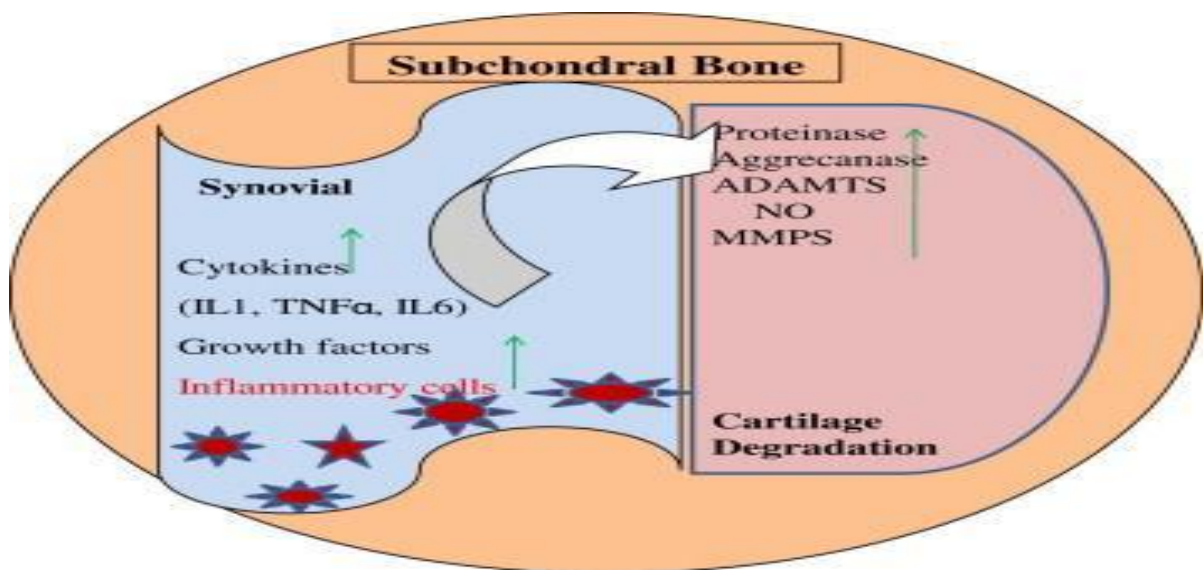 Subchondral Bone
Synovial
Cytokines
(IL1, TNFα, IL6)
Growth factors
Inflammatory cells
Proteinase
Aggrecanase
ADAMTS
NO
MMPS
Cartilage
Degradation